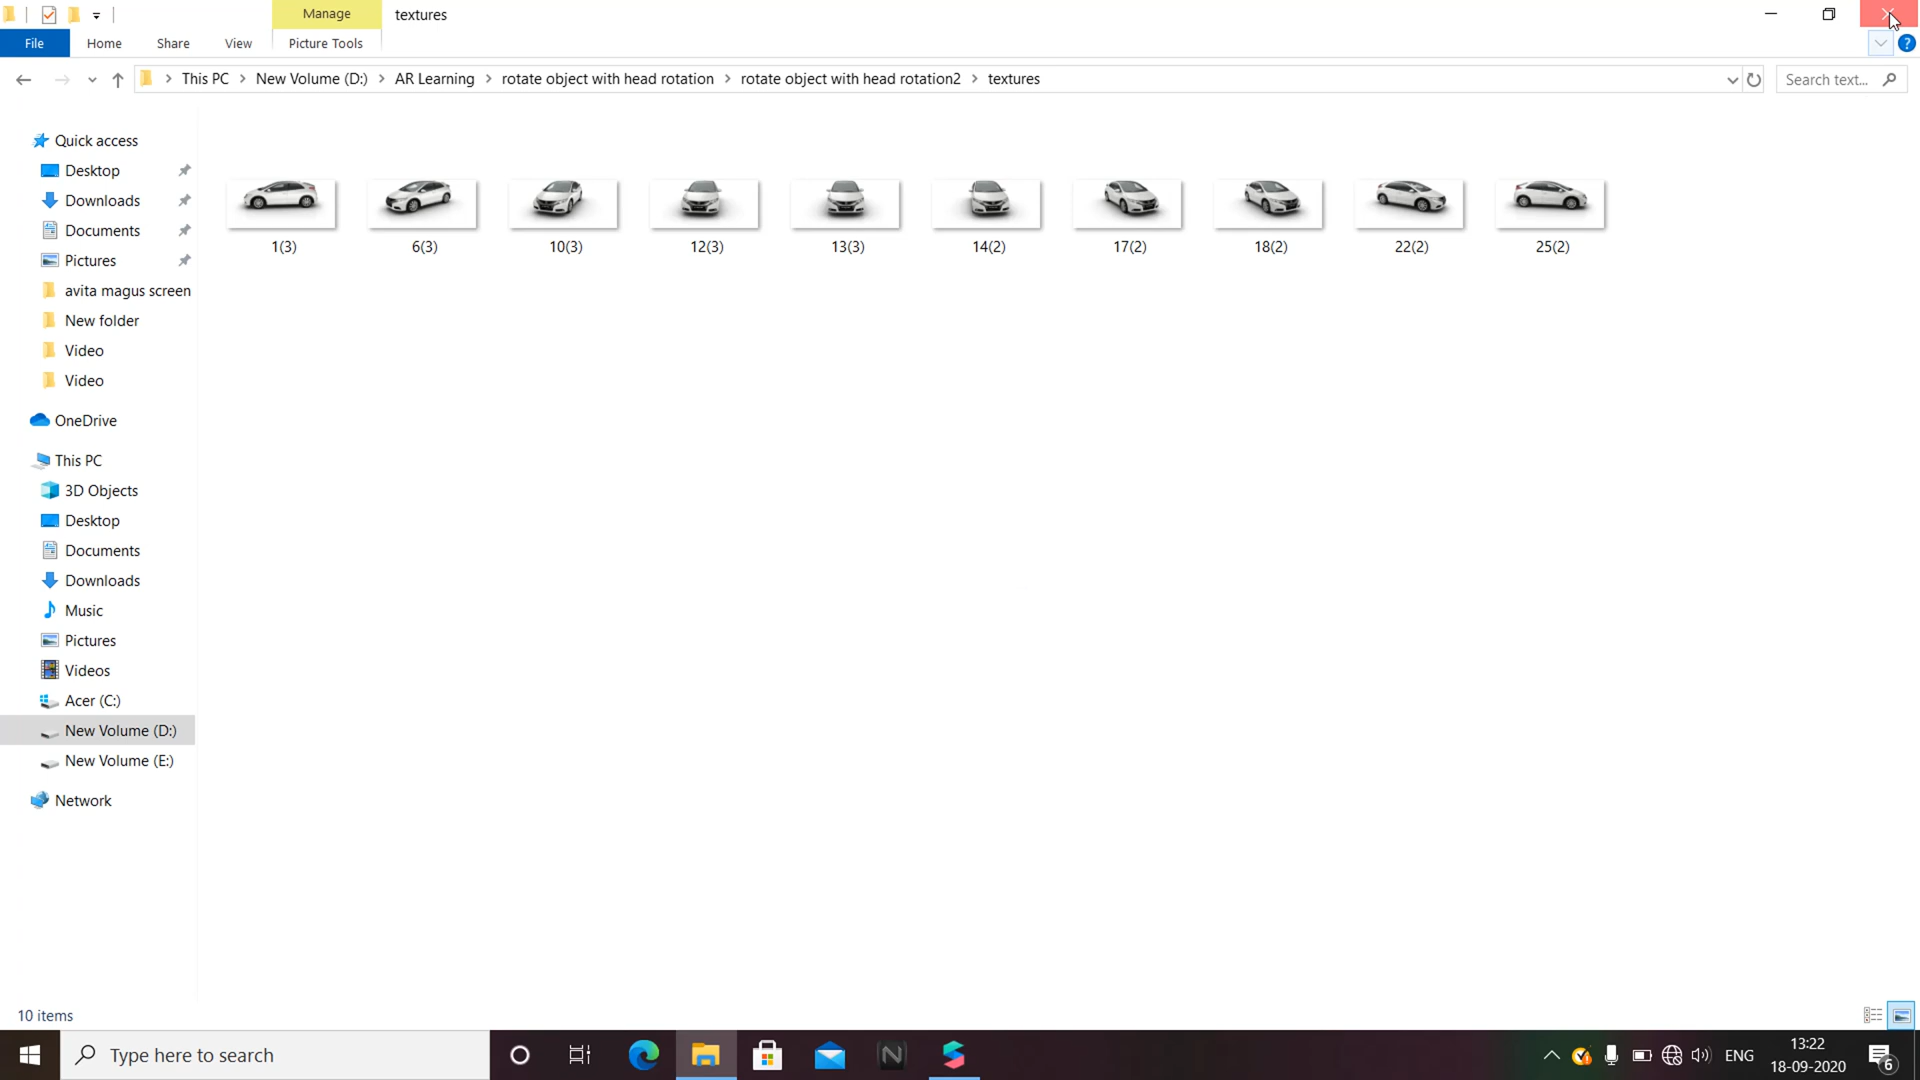 Manage
textures
File
Home
Share
View
Picture Tools
This PC
New Volume (D:)
AR Learning
rotate object with head rotation
rotate object with head rotation2
textures
Search text...
Quick access
Desktop
Downloads
Documents
Pictures
avita magus screen
New folder
Video
Video
OneDrive
This PC
3D Objects
Desktop
Documents
Downloads
Music
Pictures
Videos
Acer (C:)
New Volume (D:)
New Volume (E:)
Network
1(3)
6(3)
10(3)
12(3)
13(3)
14(2)
17(2)
18(2)
22(2)
25(2)
10 items
Type here to search
ENG
13:22
18-09-2020
6